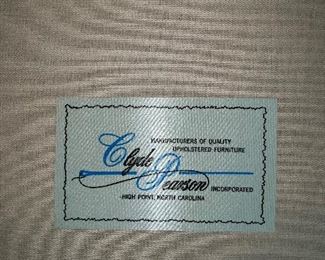 MANUFACTURERS OF QUALITY
UPHOLSTERED FURNITURE
Clyde Pearson
INCORPORATED
HIGH POINT, NORTH CAROLINA